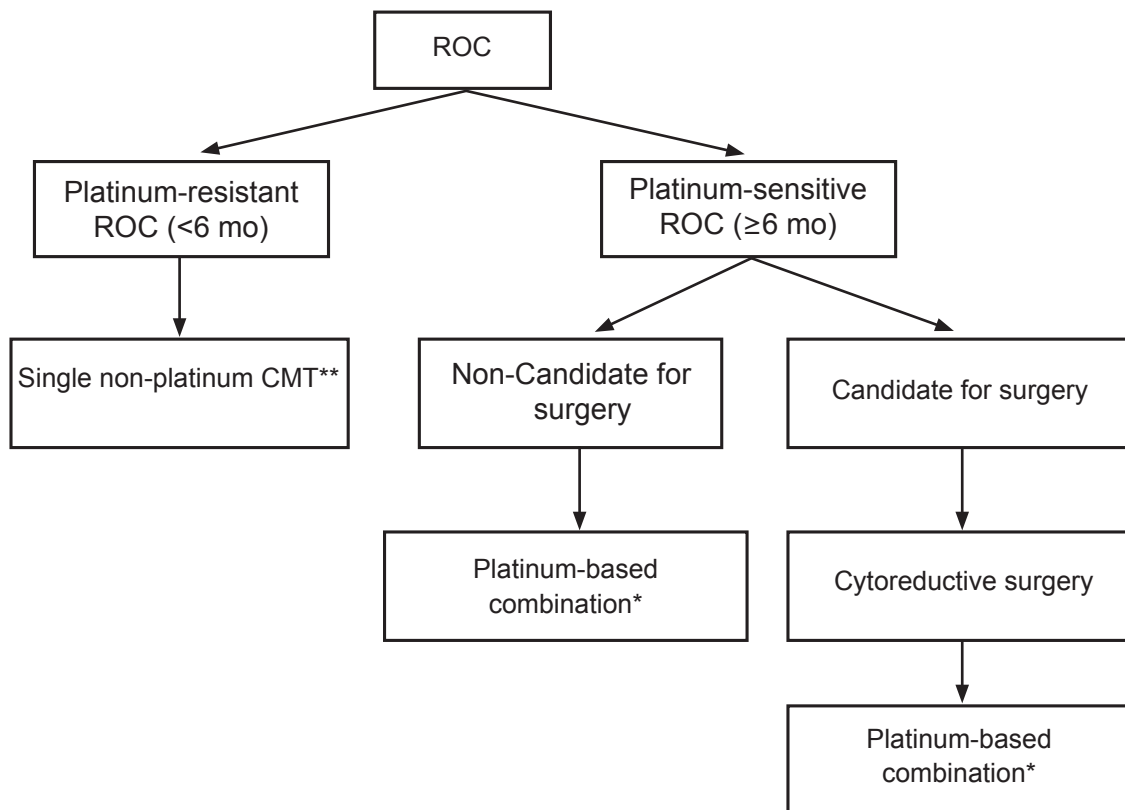 ROC
Platinum-resistant
ROC (<6 mo)
Platinum-sensitive
ROC (≥6 mo)
Single non-platinum CMT**
Non-Candidate for
surgery
Candidate for surgery
Platinum-based
combination*
Cytoreductive surgery
Platinum-based
combination*